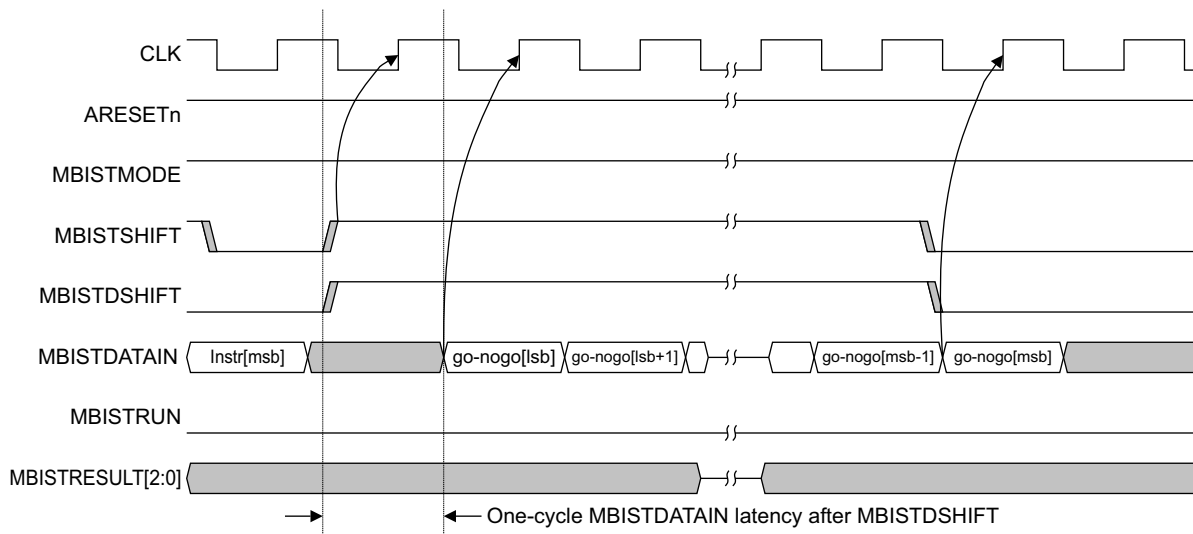 CLK
ARESETn
MBISTMODE
MBISTSHIFT
MBISTDSHIFT
MBISTDATAIN Instr[msb] go-nogo[lsb] go-nogo[lsb+1] go-nogo[msb-1] go-nogo[msb]
MBISTRUN
MBISTRESULT[2:0]
One-cycle MBISTDATAIN latency after MBISTDSHIFT